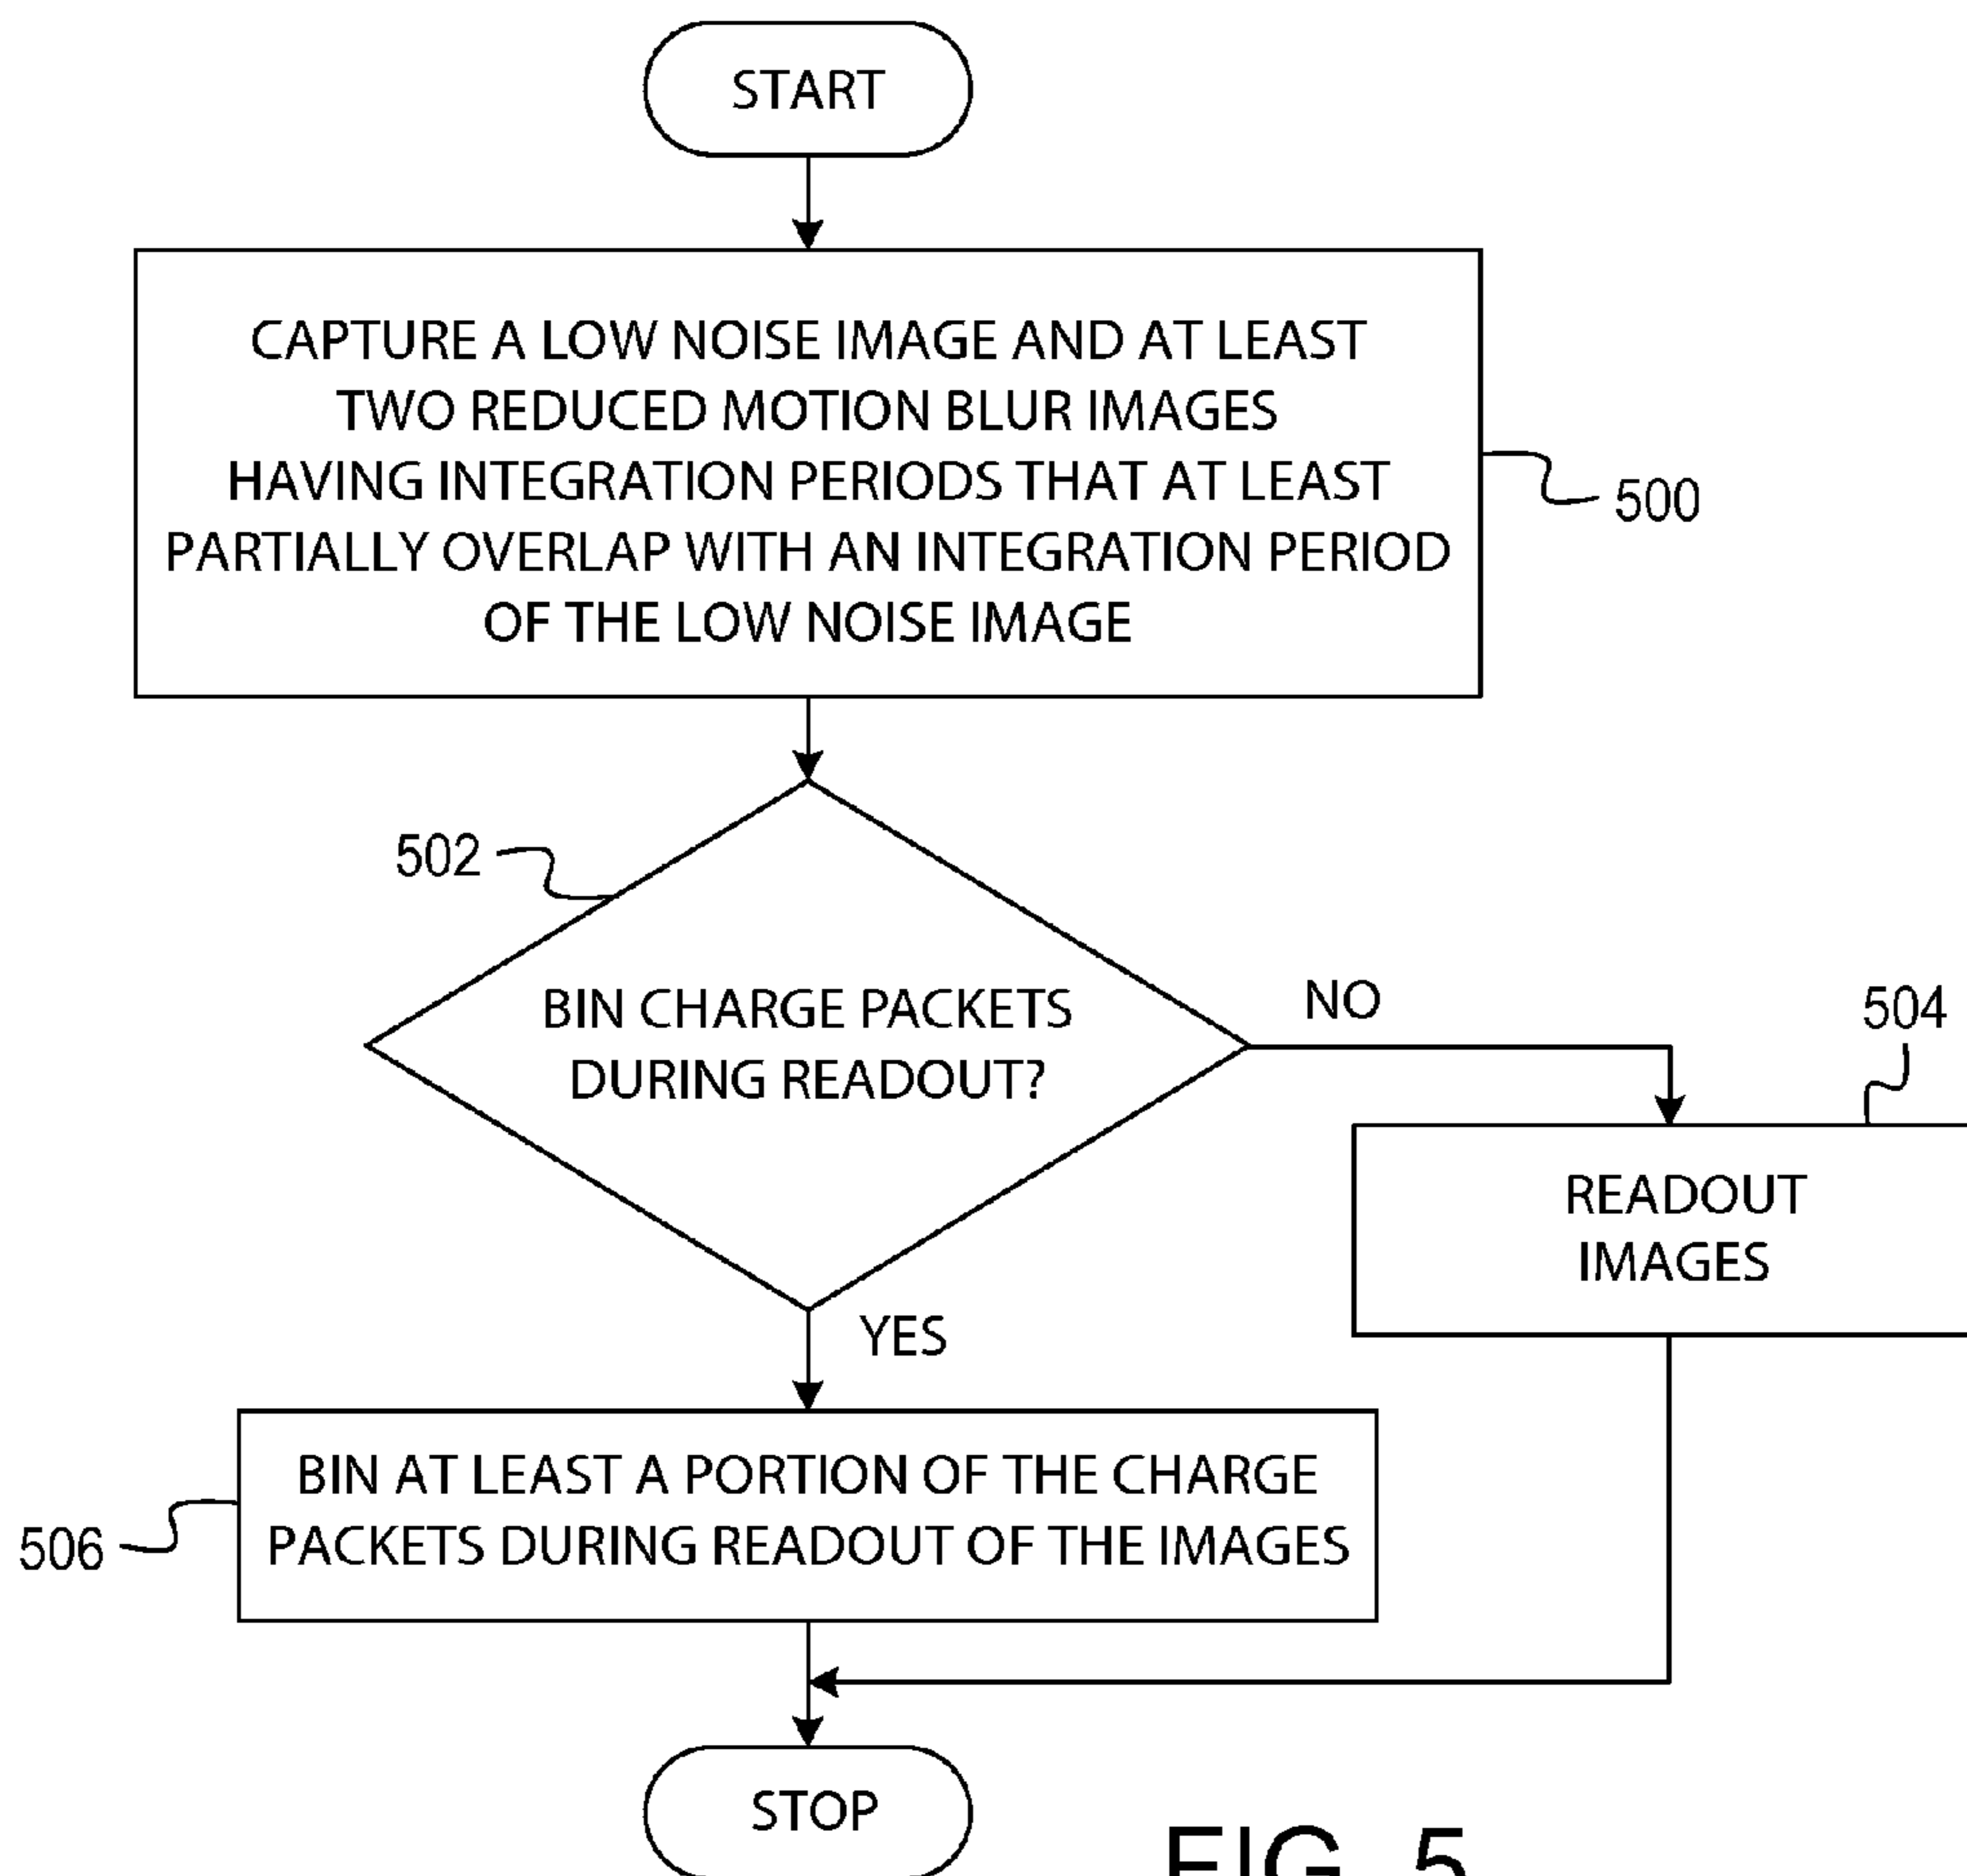 START
CAPTURE A LOW NOISE IMAGE AND AT LEAST
TWO REDUCED MOTION BLUR IMAGES
HAVING INTEGRATION PERIODS THAT AT LEAST
PARTIALLY OVERLAP WITH AN INTEGRATION PERIOD
OF THE LOW NOISE IMAGE
500
502
BIN CHARGE PACKETS
DURING READOUT?
NO
504
READOUT
IMAGES
YES
BIN AT LEAST A PORTION OF THE CHARGE
PACKETS DURING READOUT OF THE IMAGES
506
STOP
FIG. 5